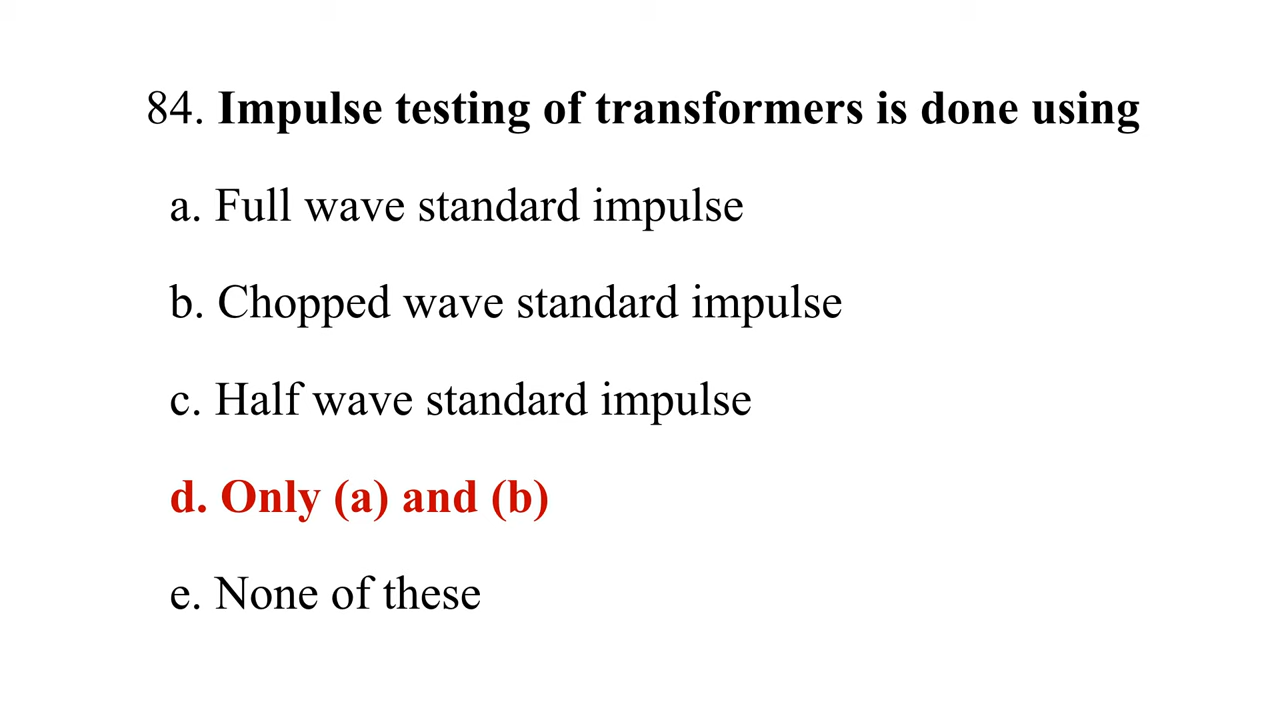 84. Impulse testing of transformers is done using
a. Full wave standard impulse
b. Chopped wave standard impulse
c. Half wave standard impulse
d. Only (a) and (b)
e. None of these